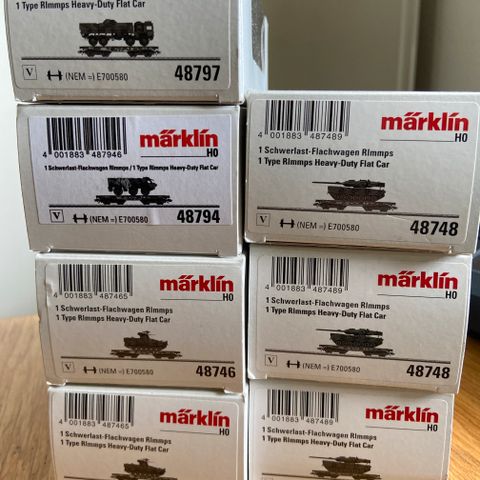 1 Type Rlmmps Heavy-Duty Flat Car
V (NEM =) E700580 48797
4 001883 487946
märklin
H0
1 Schwerlast-Flachwagen Rlmmps / 1 Type Rlmmps Heavy-Duty Flat Car
V (NEM =) E700580 48794
4 001883 487465
märklin
H0
1 Schwerlast-Flachwagen Rlmmps
1 Type Rlmmps Heavy-Duty Flat Car
V (NEM =) E700580 48746
4 001883 487465
märklin
H0
1 Schwerlast-Flachwagen Rlmmps
1 Type Rlmmps Heavy-Duty Flat Car
4 001883 487489
märklin
H0
1 Schwerlast-Flachwagen Rlmmps
1 Type Rlmmps Heavy-Duty Flat Car
V (NEM =) E700580 48748
4 001883 487489
märklin
H0
1 Schwerlast-Flachwagen Rlmmps
1 Type Rlmmps Heavy-Duty Flat Car
V (NEM =) E700580 48748
4 001883 487489
märklin
H0
1 Schwerlast-Flachwagen Rlmmps
1 Type Rlmmps Heavy-Duty Flat Car